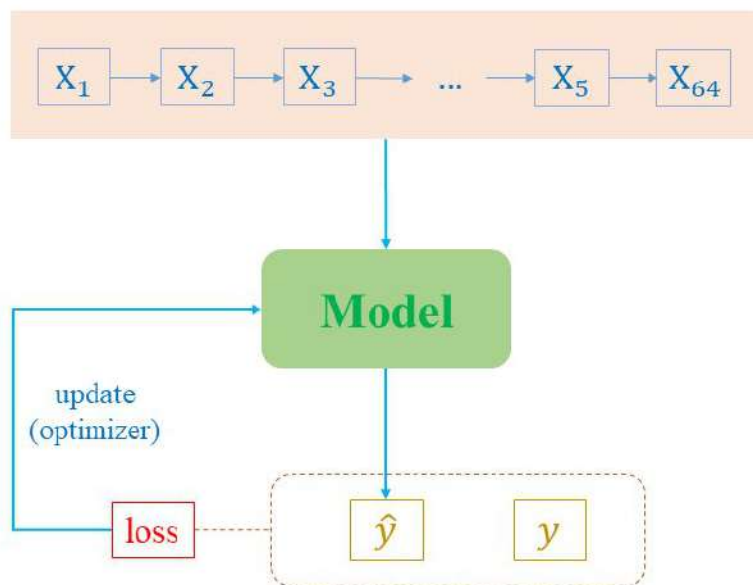 X₁ X₂ X₃ ... X₅ X₆₄
Model
update
(optimizer)
loss ŷ y